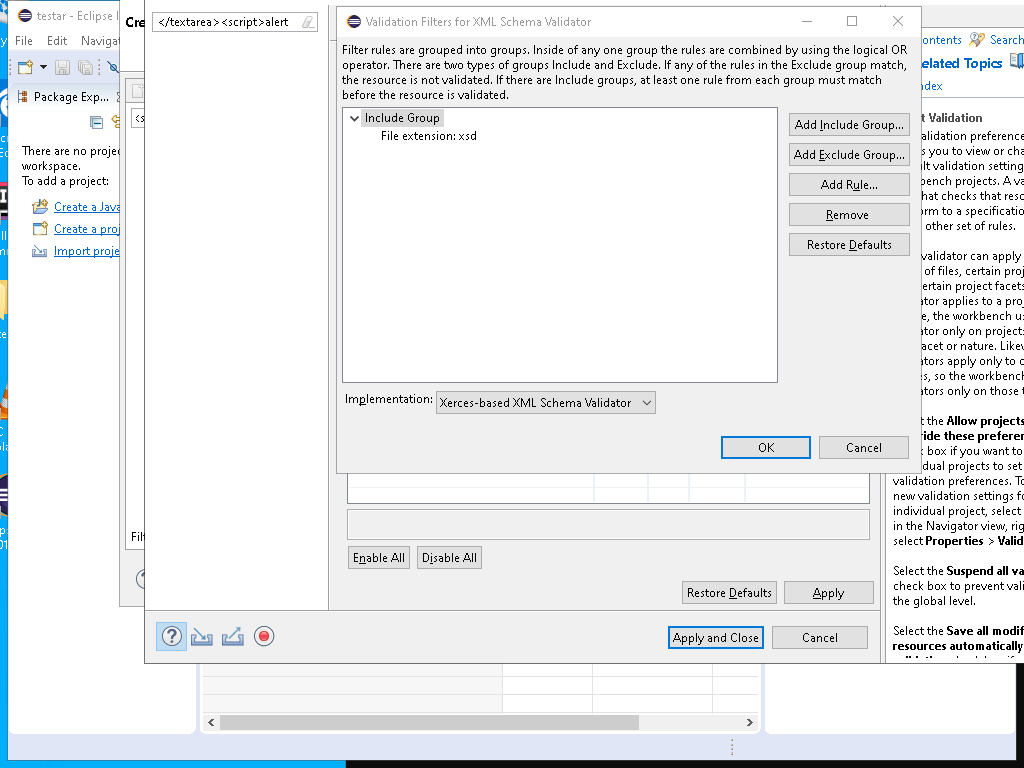 testar - Eclipse I
File Edit Naviga
Package Exp...
There are no proje
workspace.
To add a project:
Create a Java
Create a proj
Import proje
Cre
</textarea><script>alert
Validation Filters for XML Schema Validator
Filter rules are grouped into groups. Inside of any one group the rules are combined by using the logical OR
operator. There are two types of groups Include and Exclude. If any of the rules in the Exclude group match,
the resource is not validated. If there are Include groups, at least one rule from each group must match
before the resource is validated.
Include Group
File extension: xsd
Add Include Group...
Add Exclude Group...
Add Rule...
Remove
Restore Defaults
Implementation:
Xerces-based XML Schema Validator
OK
Cancel
Enable All
Disable All
Restore Defaults
Apply
Apply and Close
Cancel
ontents
Search
elated Topics
dex
t Validation
alidation preference
s you to view or cha
ult validation setting
bench projects. A va
hat checks that reso
orm to a specification
other set of rules.
validator can apply
of files, certain proj
ertain project facets
ator applies to a proj
e, the workbench us
ator only on projects
acet or nature. Likev
ators apply only to c
es, so the workbench
ators only on those t
t the Allow projects
ride these preferen
k box if you want to
idual projects to set
validation preferences. To
new validation settings fo
individual project, select
in the Navigator view, rig
select Properties > Valid
Select the Suspend all va
check box to prevent vali
the global level.
Select the Save all modif
resources automatically